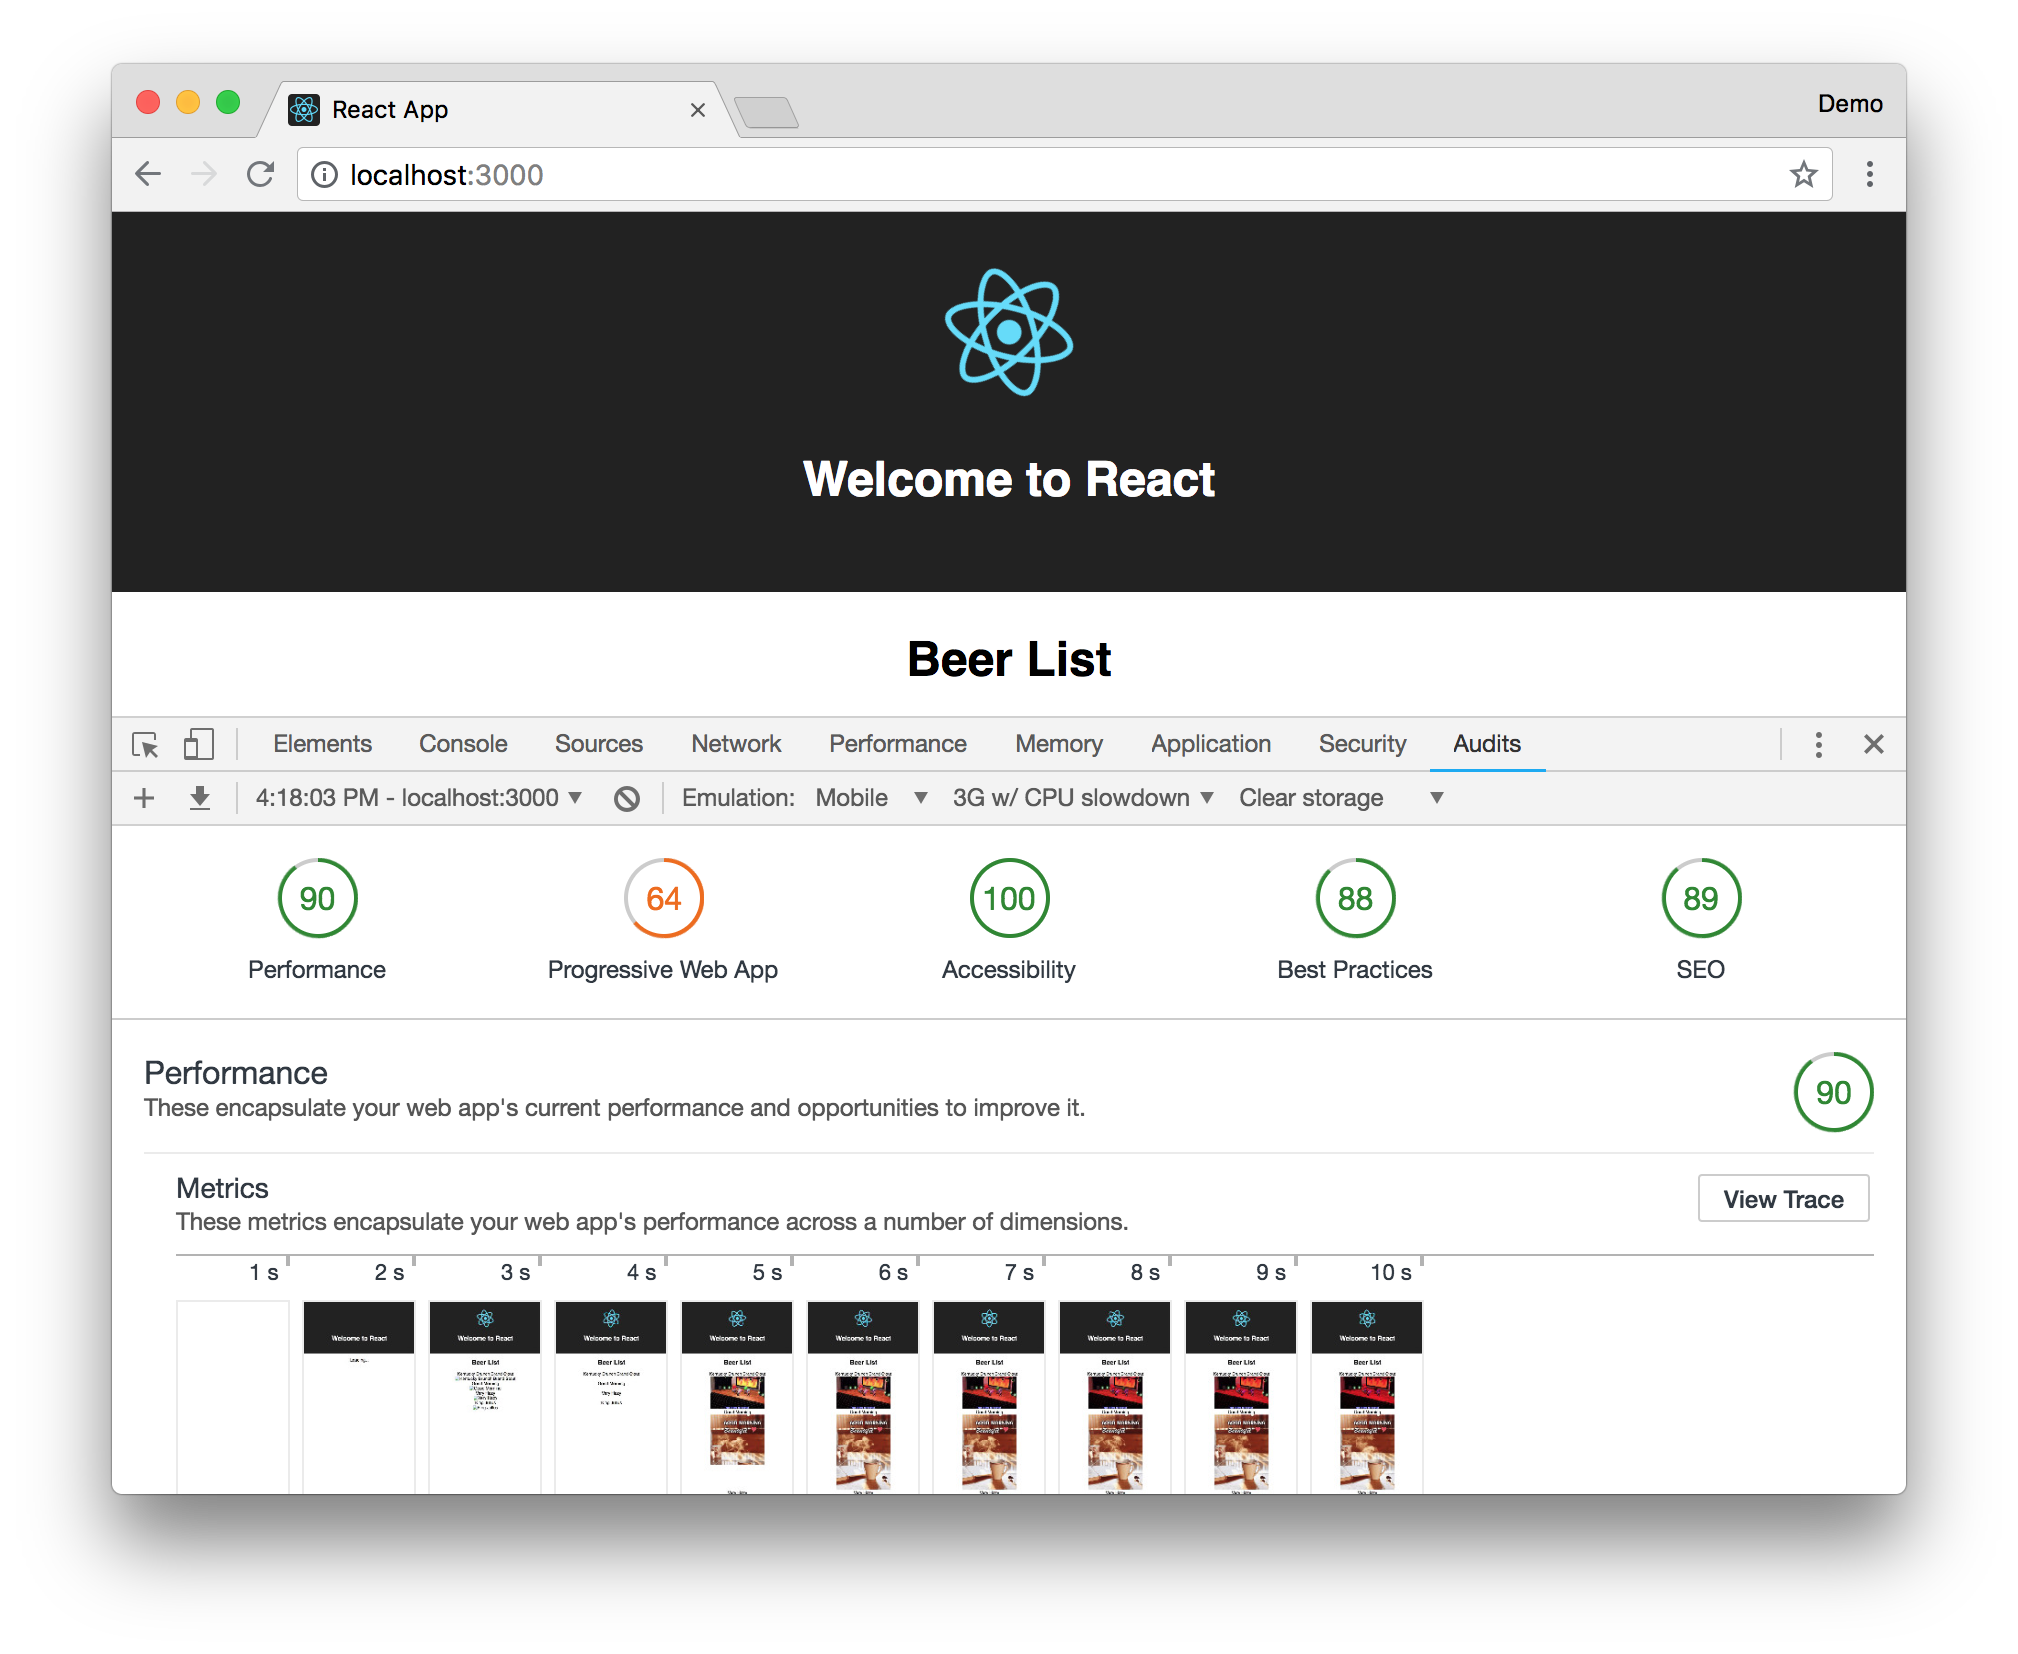 React App
Demo
localhost:3000
Welcome to React
Beer List
Elements Console Sources Network Performance Memory Application Security Audits
4:18:03 PM - localhost:3000 Emulation: Mobile 3G w/ CPU slowdown Clear storage
90 64 100 88 89
Performance Progressive Web App Accessibility Best Practices SEO
Performance
These encapsulate your web app's current performance and opportunities to improve it.
90
Metrics
These metrics encapsulate your web app's performance across a number of dimensions.
View Trace
1 s 2 s 3 s 4 s 5 s 6 s 7 s 8 s 9 s 10 s
Welcome to React Welcome to React Welcome to React Welcome to React Welcome to React Welcome to React Welcome to React Welcome to React Welcome to React
Beer List Beer List Beer List Beer List Beer List Beer List Beer List Beer List